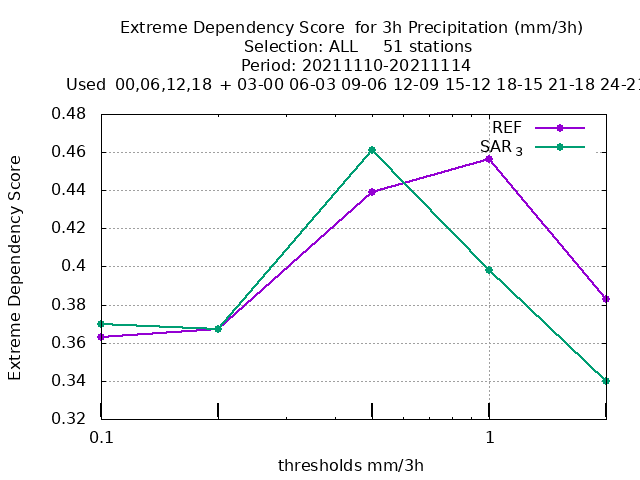 Extreme Dependency Score  for 3h Precipitation (mm/3h)
Selection: ALL     51 stations
Period: 20211110-20211114
Used  00,06,12,18  + 03-00 06-03 09-06 12-09  15-12  18-15  21-18  24-21
0.48
0.46
0.44
0.42
0.4
0.38
0.36
0.34
0.32
Extreme Dependency Score
REF
SAR 3
0.1
1
thresholds mm/3h